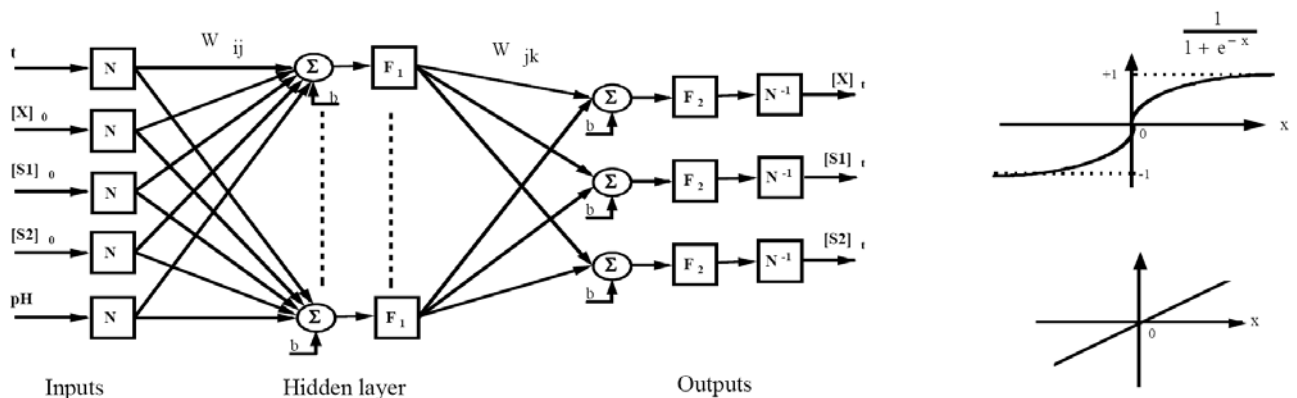 t
N
W ij
Σ
b
F 1
W jk
Σ
b
F 2
N-1
[X] t
[X] 0
N
[S1] 0
N
Σ
b
F 2
N-1
[S1] t
[S2] 0
N
Σ
b
F 2
N-1
[S2] t
pH
N
Σ
b
F 1
Inputs
Hidden layer
Outputs
1
1 + e – x
+1
0
x
-1
0
x